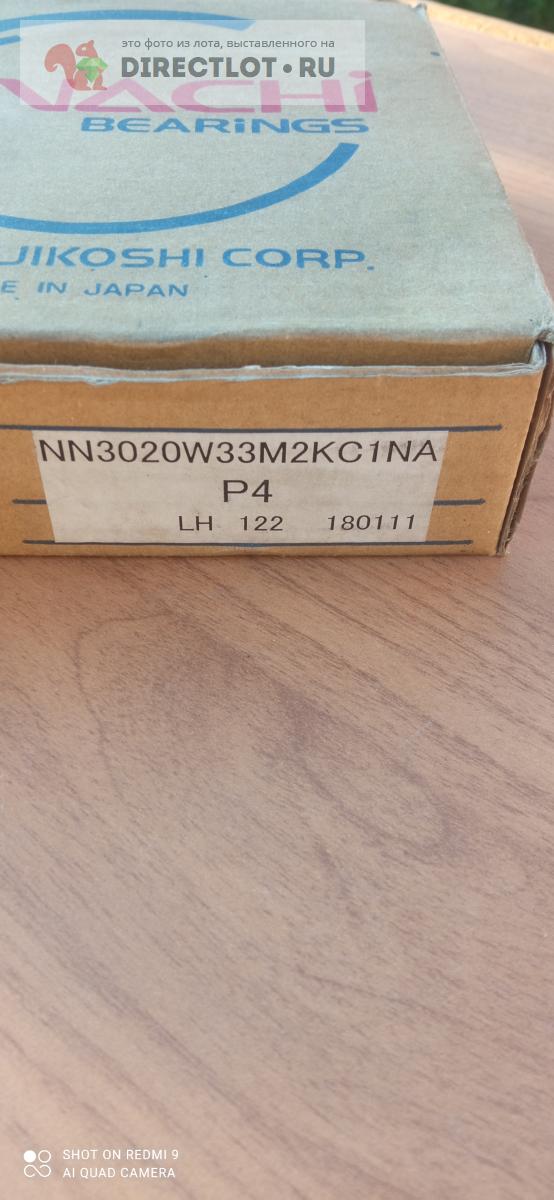 это фото из лота, выставленного на
DIRECTLOT.RU
VACHi
BEARiNGS
JIKOSHI CORP.
E IN JAPAN
NN3020W33M2KC1NA
P4
LH 122 180111
SHOT ON REDMI 9
AI QUAD CAMERA